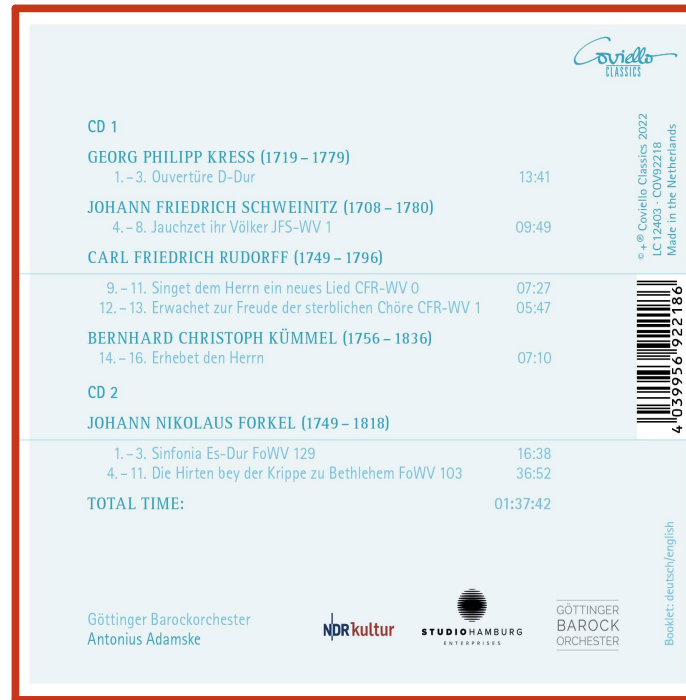 Coviello
CLASSICS
CD 1
GEORG PHILIPP KRESS (1719 – 1779)
1. – 3. Ouvertüre D-Dur 13:41
JOHANN FRIEDRICH SCHWEINITZ (1708 – 1780)
4. – 8. Jauchzet ihr Völker JFS-WV 1 09:49
CARL FRIEDRICH RUDORFF (1749 – 1796)
9. – 11. Singet dem Herrn ein neues Lied CFR-WV 0 07:27
12. – 13. Erwachet zur Freude der sterblichen Chöre CFR-WV 1 05:47
BERNHARD CHRISTOPH KÜMMEL (1756 – 1836)
14. – 16. Erhebet den Herrn 07:10
CD 2
JOHANN NIKOLAUS FORKEL (1749 – 1818)
1. – 3. Sinfonia Es-Dur FoWV 129 16:38
4. – 11. Die Hirten bey der Krippe zu Bethlehem FoWV 103 36:52
TOTAL TIME: 01:37:42
Göttinger Barockorchester
Antonius Adamske
NDR kultur
STUDIO HAMBURG
ENTERPRISES
GÖTTINGER
BAROCK
ORCHESTER
© + ® Coviello Classics 2022
LC 12403 · COV92218
Made in the Netherlands
4 039956 922186
Booklet: deutsch/english